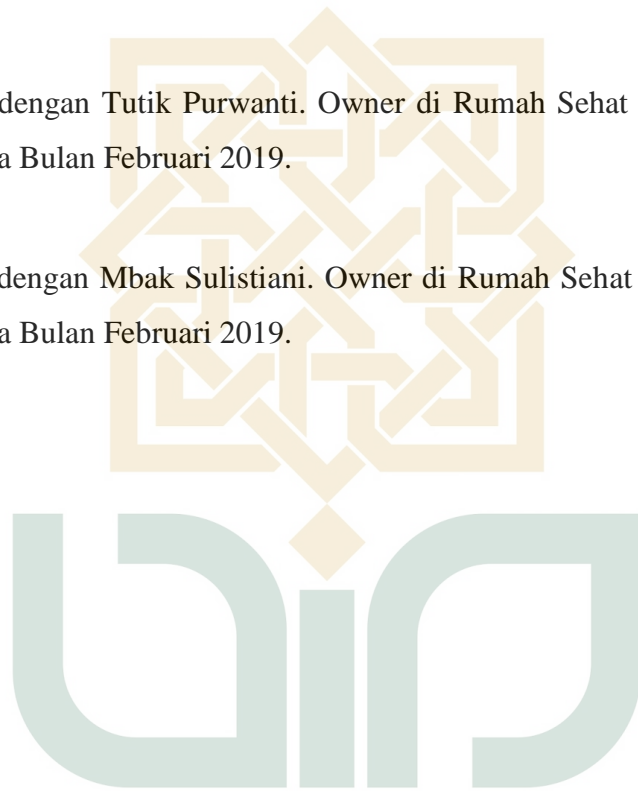 dengan Tutik Purwanti. Owner di Rumah Sehat
a Bulan Februari 2019.
dengan Mbak Sulistiani. Owner di Rumah Sehat
a Bulan Februari 2019.